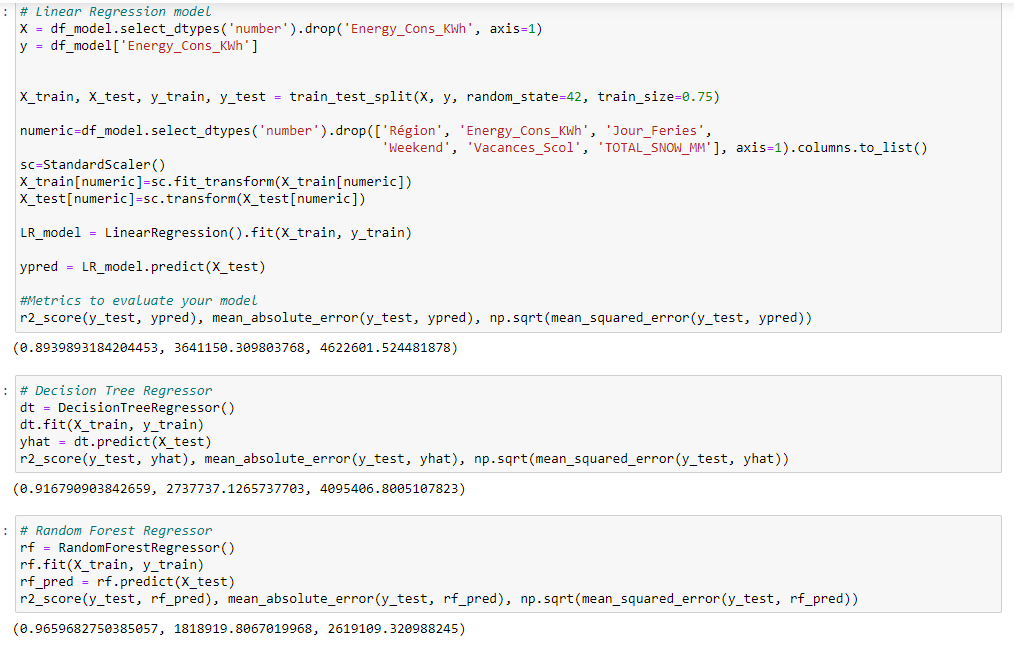 : # Linear Regression model
X = df_model.select_dtypes('number').drop('Energy_Cons_KWh', axis=1)
y = df_model['Energy_Cons_KWh']
X_train, X_test, y_train, y_test = train_test_split(X, y, random_state=42, train_size=0.75)
numeric=df_model.select_dtypes('number').drop(['Région', 'Energy_Cons_KWh', 'Jour_Feries',
'Weekend', 'Vacances_Scol', 'TOTAL_SNOW_MM'], axis=1).columns.to_list()
sc=StandardScaler()
X_train[numeric]=sc.fit_transform(X_train[numeric])
X_test[numeric]=sc.transform(X_test[numeric])
LR_model = LinearRegression().fit(X_train, y_train)
ypred = LR_model.predict(X_test)
#Metrics to evaluate your model
r2_score(y_test, ypred), mean_absolute_error(y_test, ypred), np.sqrt(mean_squared_error(y_test, ypred))
(0.8939893184204453, 3641150.309803768, 4622601.524481878)
: # Decision Tree Regressor
dt = DecisionTreeRegressor()
dt.fit(X_train, y_train)
yhat = dt.predict(X_test)
r2_score(y_test, yhat), mean_absolute_error(y_test, yhat), np.sqrt(mean_squared_error(y_test, yhat))
(0.916790903842659, 2737737.1265737703, 4095406.8005107823)
: # Random Forest Regressor
rf = RandomForestRegressor()
rf.fit(X_train, y_train)
rf_pred = rf.predict(X_test)
r2_score(y_test, rf_pred), mean_absolute_error(y_test, rf_pred), np.sqrt(mean_squared_error(y_test, rf_pred))
(0.9659682750385057, 1818919.8067019968, 2619109.320988245)